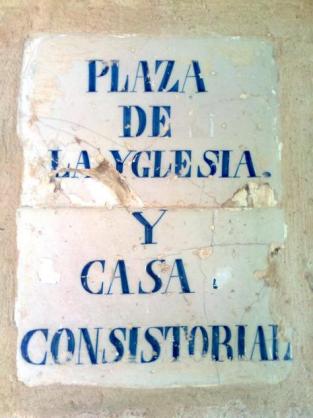 PLAZA
DE
LA YGLESIA.
Y
CASA
CONSISTORIAL